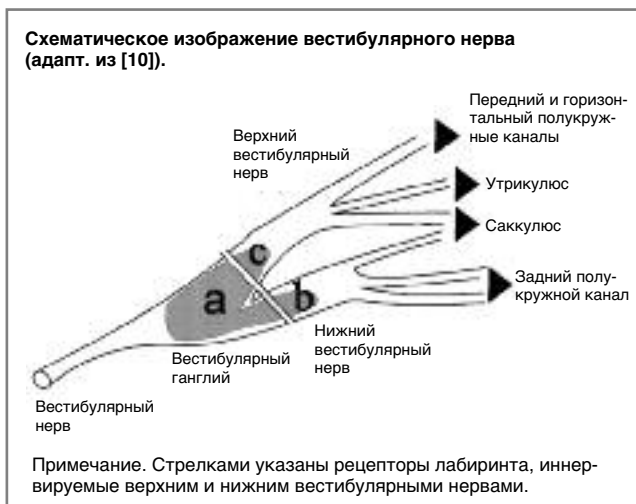 Схематическое изображение вестибулярного нерва
(адапт. из [10]).
Передний и горизон-
тальный полукруж-
ные каналы
Верхний
вестибулярный
нерв
Утрикулюс
Саккулюс
c
a
b
Задний полу-
кружной канал
Нижний
вестибулярный
нерв
Вестибулярный
ганглий
Вестибулярный
нерв
Примечание. Стрелками указаны рецепторы лабиринта, иннер-
вируемые верхним и нижним вестибулярными нервами.